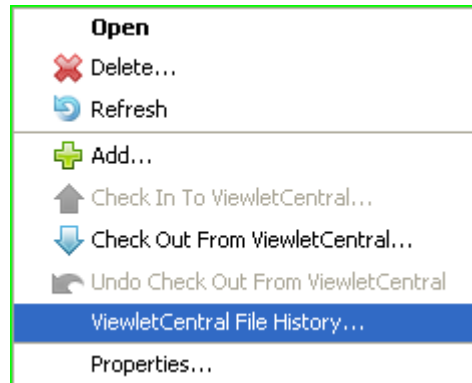 Open
Delete...
Refresh
Add...
Check In To ViewletCentral...
Check Out From ViewletCentral...
Undo Check Out From ViewletCentral
ViewletCentral File History...
Properties...